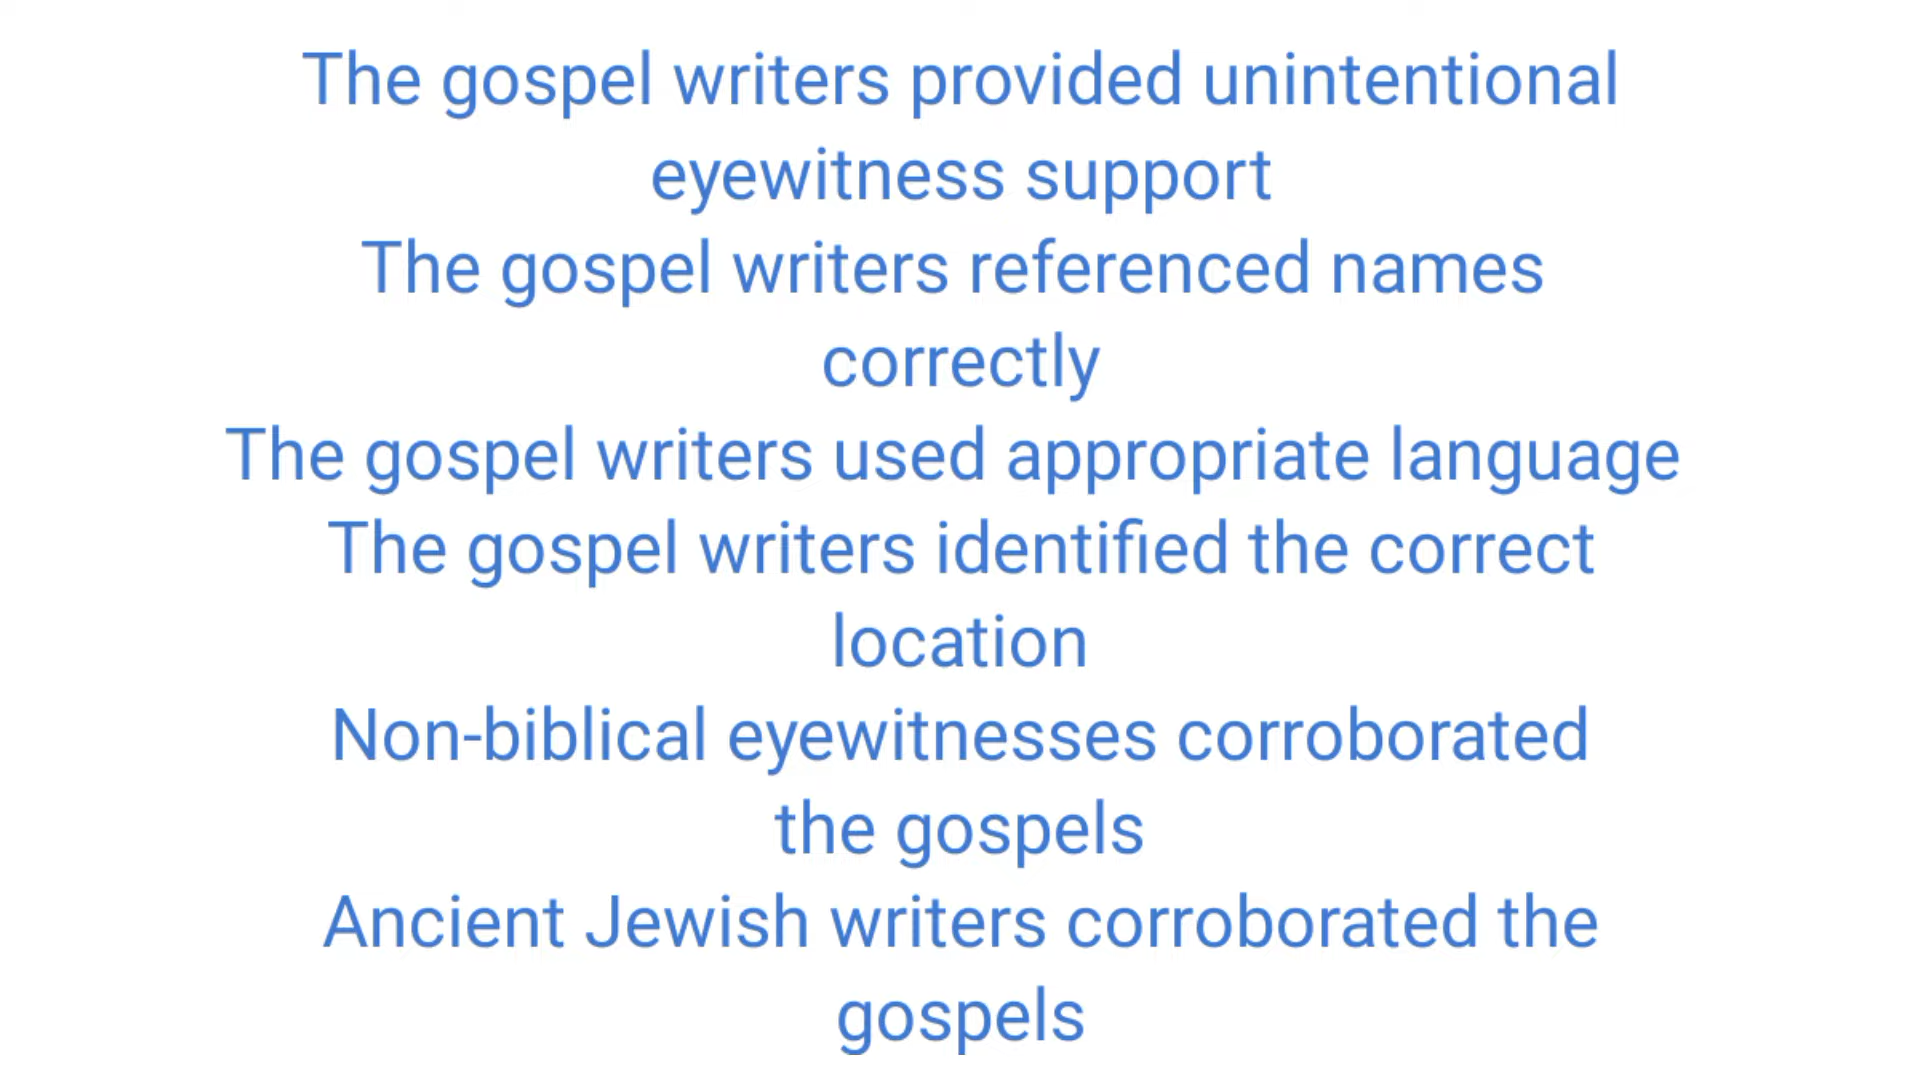 The gospel writers provided unintentional
eyewitness support
The gospel writers referenced names
correctly
The gospel writers used appropriate language
The gospel writers identified the correct
location
Non-biblical eyewitnesses corroborated
the gospels
Ancient Jewish writers corroborated the
gospels